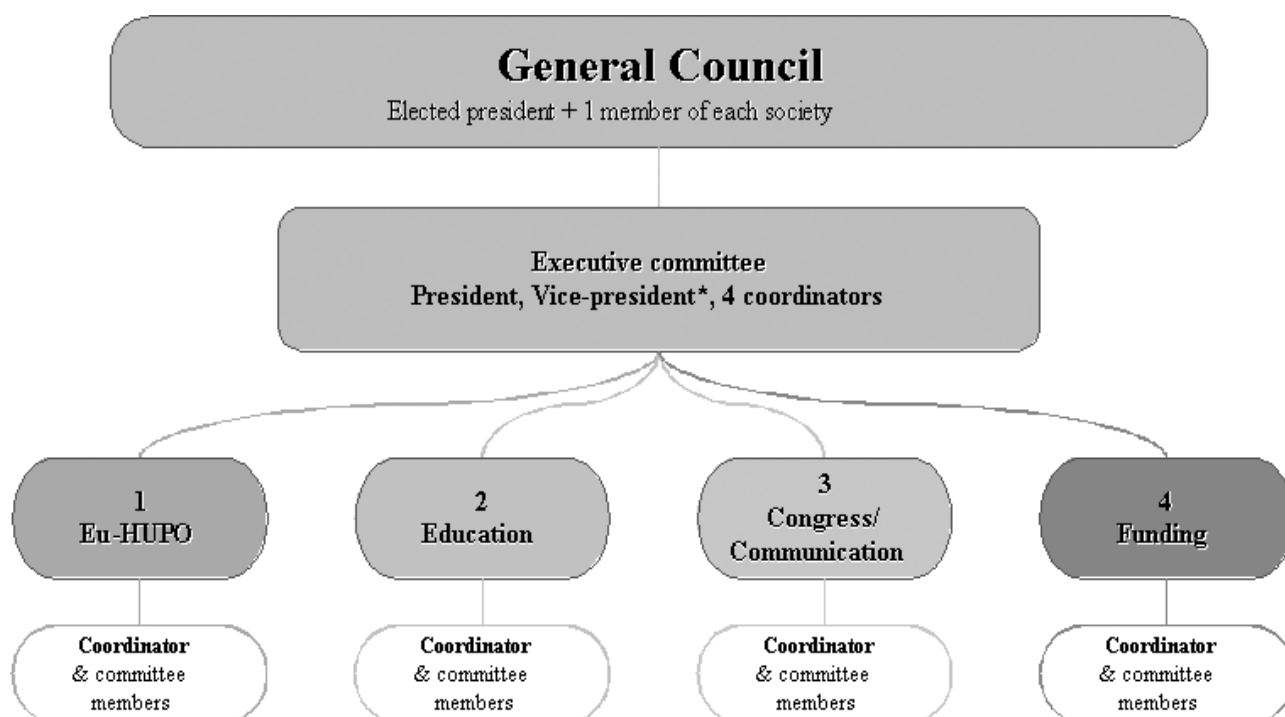 General Council
Elected president + 1 member of each society
Executive committee
President, Vice-president*, 4 coordinators
1
Eu-HUPO
2
Education
3
Congress/
Communication
4
Funding
Coordinator
& committee
members
Coordinator
& committee
members
Coordinator
& committee
members
Coordinator
& committee
members